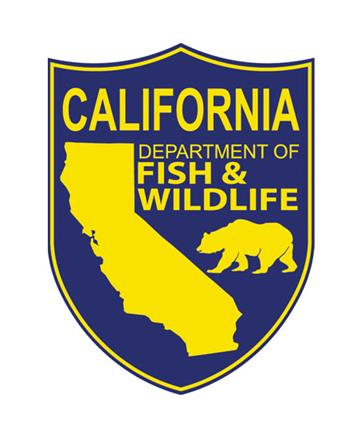 CALIFORNIA
DEPARTMENT OF
FISH &
WILDLIFE